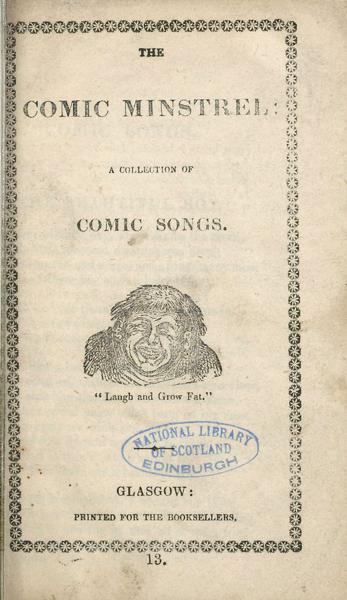 THE
COMIC MINSTREL:
A COLLECTION OF
COMIC SONGS.
"Laugh and Grow Fat."
NATIONAL LIBRARY
OF SCOTLAND
EDINBURGH
GLASGOW:
PRINTED FOR THE BOOKSELLERS.
13.